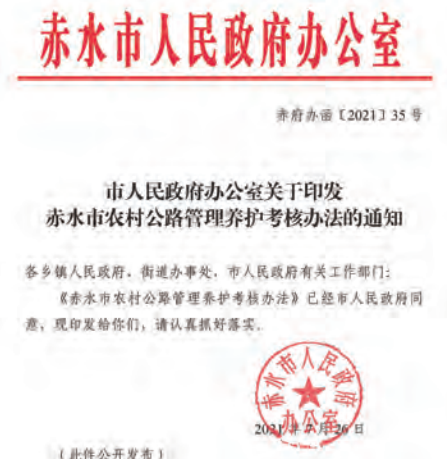 赤水市人民政府办公室
赤府办函〔2021〕35 号
市人民政府办公室关于印发
赤水市农村公路管理养护考核办法的通知
各乡镇人民政府、街道办事处、市人民政府有关工作部门：
《赤水市农村公路管理养护考核办法》已经市人民政府同
意，现印发给你们，请认真抓好落实。
赤水市人民政府
办公室
2021 年 7 月 26 日
（此件公开发布）